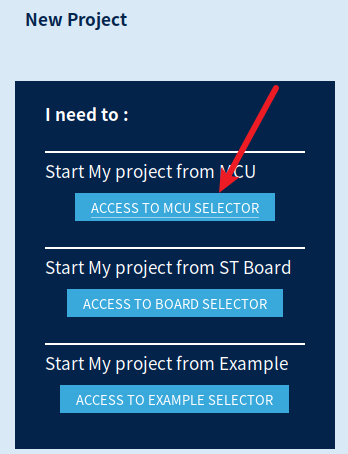 New Project
I need to :
Start My project from MCU
ACCESS TO MCU SELECTOR
Start My project from ST Board
ACCESS TO BOARD SELECTOR
Start My project from Example
ACCESS TO EXAMPLE SELECTOR